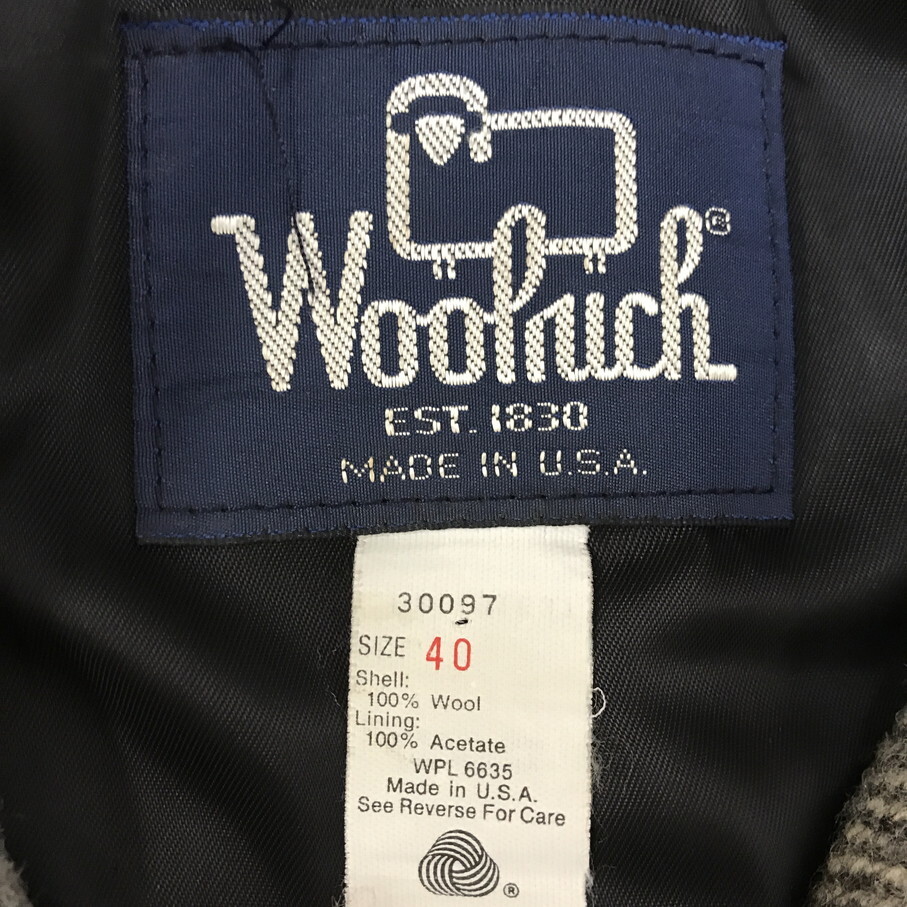 Woolrich®
EST. 1830
MADE IN U.S.A.
30097
SIZE 40
Shell:
100% Wool
Lining:
100% Acetate
WPL 6635
Made in U.S.A.
See Reverse For Care
®